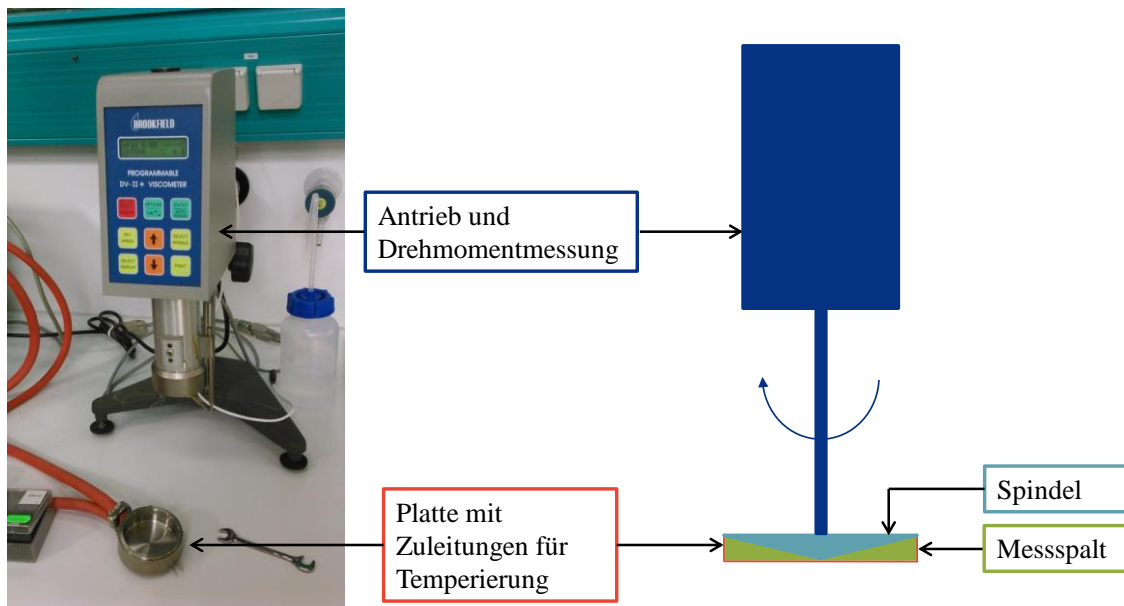 BROOKFIELD
PROGRAMMABLE
DV-II+ VISCOMETER
Antrieb und
Drehmomentmessung
Spindel
Platte mit
Zuleitungen für
Temperierung
Messspalt